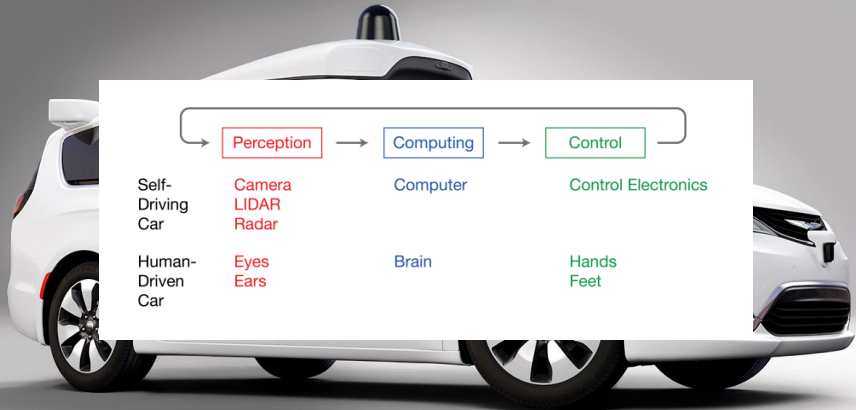 Perception
Computing
Control
Self-
Driving
Car
Camera
LIDAR
Radar
Computer
Control Electronics
Human-
Driven
Car
Eyes
Ears
Brain
Hands
Feet